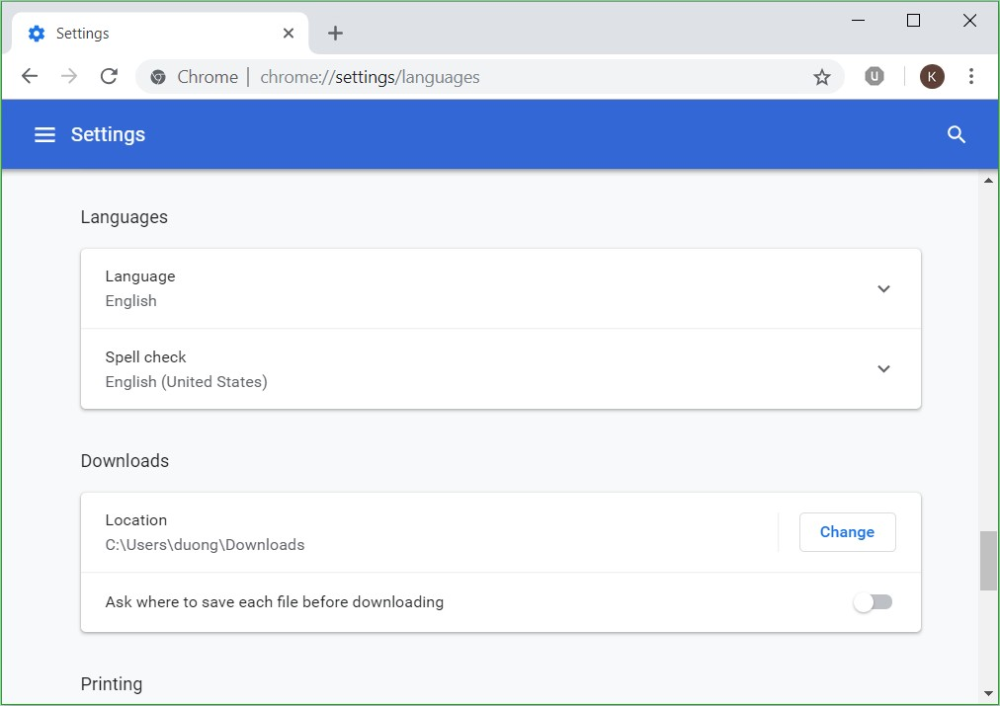 Settings
Chrome | chrome://settings/languages
U
K
Settings
Languages
Language
English
Spell check
English (United States)
Downloads
Location
C:\Users\duong\Downloads
Change
Ask where to save each file before downloading
Printing